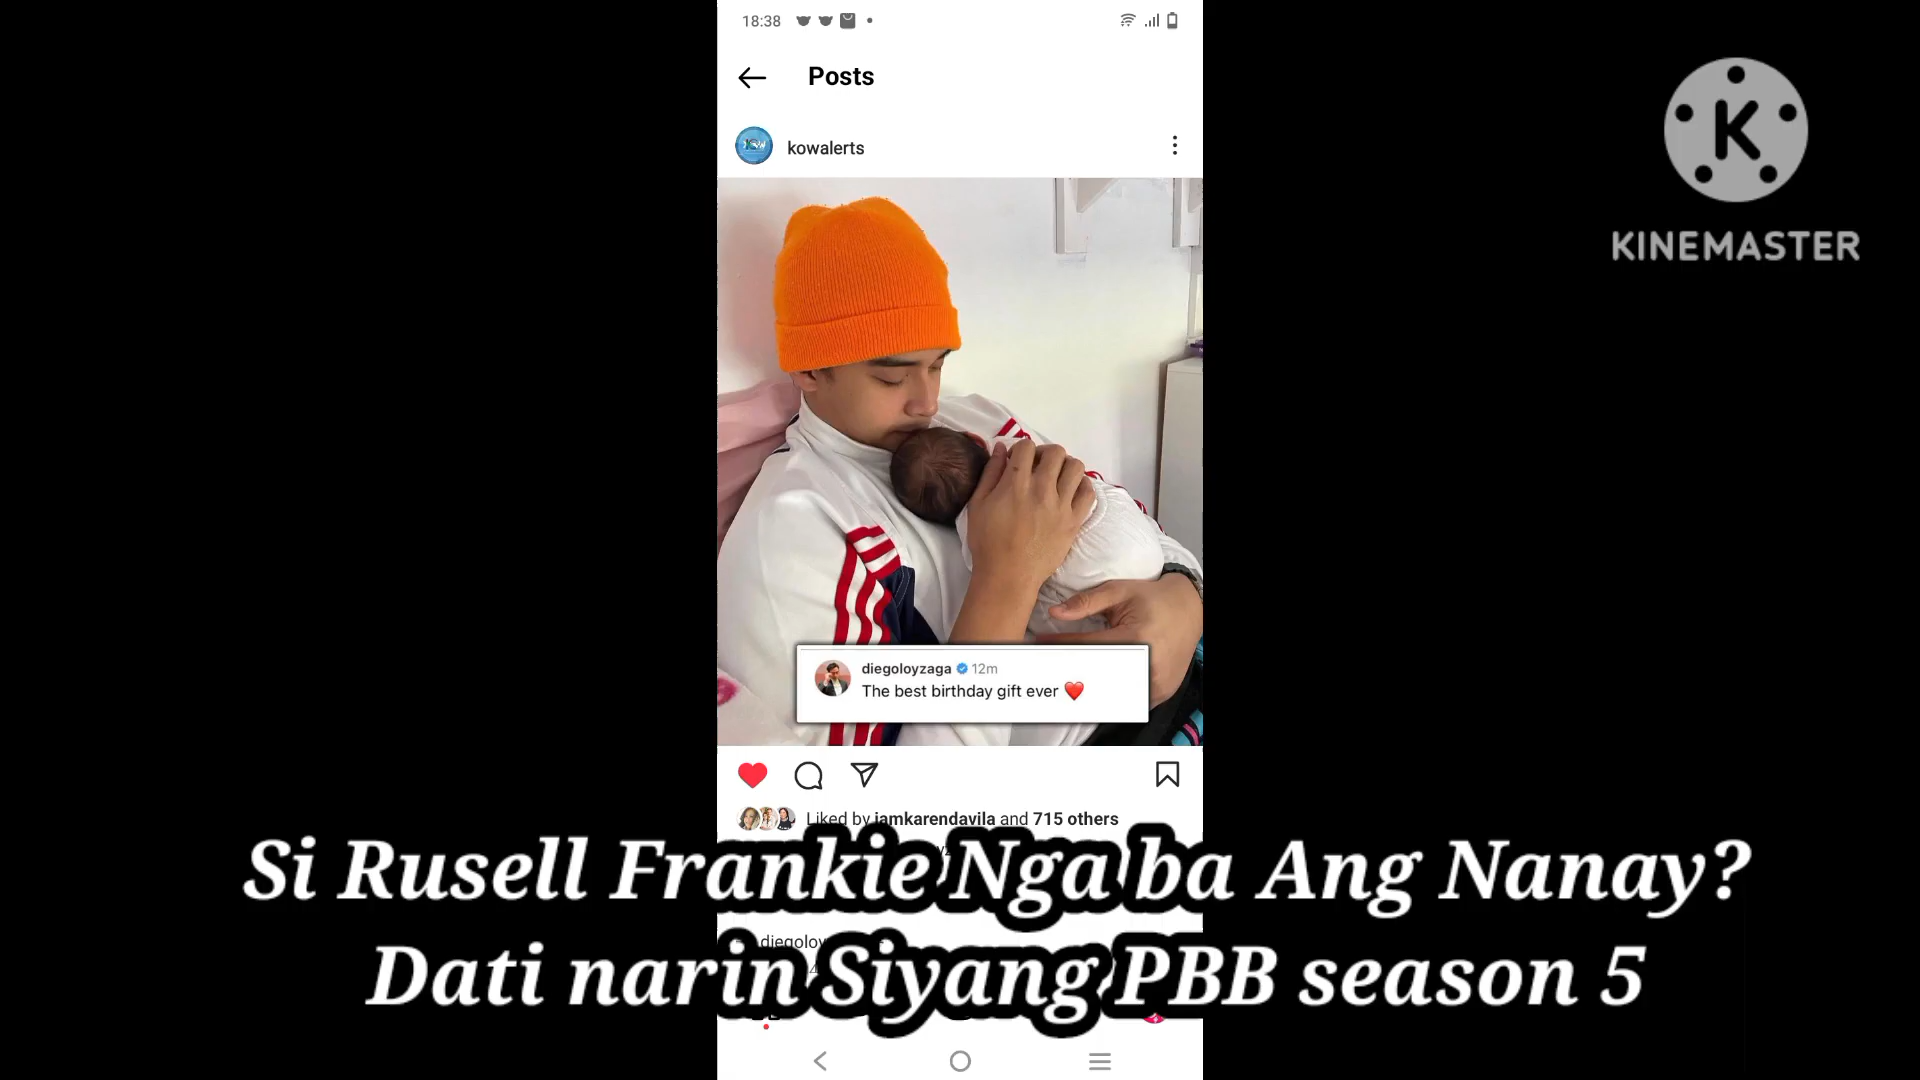 18:38
Posts
kowalerts
K
KINEMASTER
diegoloyzaga 12m
The best birthday gift ever ❤️
Liked by iamkarendavila and 715 others
Si Rusell Frankie Nga ba Ang Nanay?
Dati narin Siyang PBB season 5